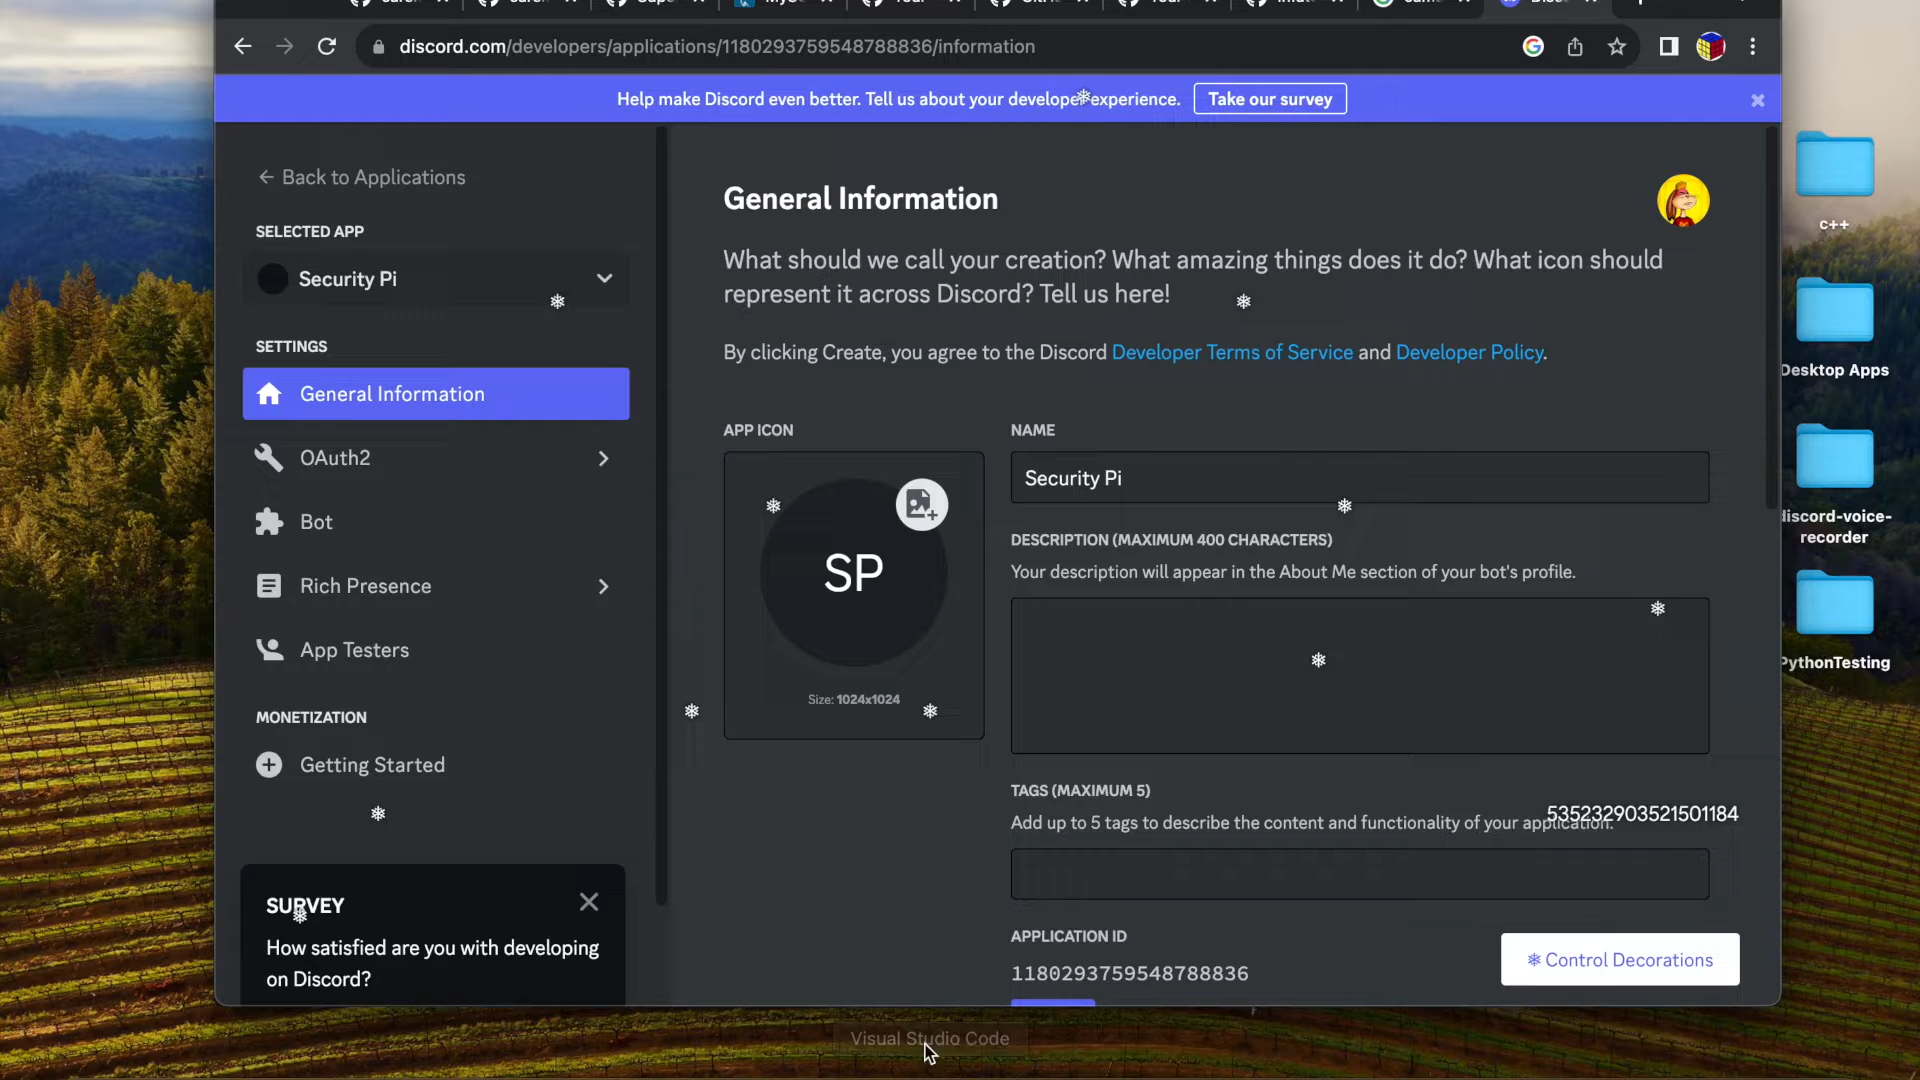 discord.com/developers/applications/1180293759548788836/information
Help make Discord even better. Tell us about your developer experience.
Take our survey
Back to Applications
SELECTED APP
Security Pi
SETTINGS
General Information
OAuth2
Bot
Rich Presence
App Testers
MONETIZATION
Getting Started
SURVEY
How satisfied are you with developing
on Discord?
General Information
What should we call your creation? What amazing things does it do? What icon should
represent it across Discord? Tell us here!
By clicking Create, you agree to the Discord Developer Terms of Service and Developer Policy.
APP ICON
SP
Size: 1024x1024
NAME
Security Pi
DESCRIPTION (MAXIMUM 400 CHARACTERS)
Your description will appear in the About Me section of your bot's profile.
TAGS (MAXIMUM 5)
535232903521501184
Add up to 5 tags to describe the content and functionality of your application.
APPLICATION ID
1180293759548788836
Control Decorations
c++
Desktop Apps
discord-voice-
recorder
PythonTesting
Visual Studio Code